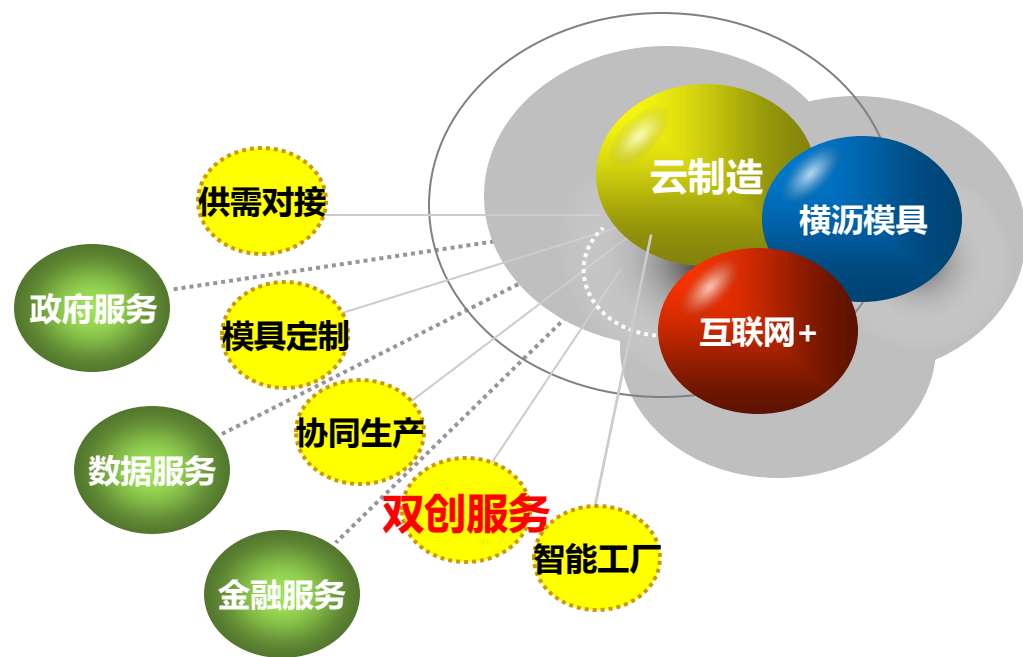 云制造
供需对接
横沥模具
政府服务
模具定制
互联网+
协同生产
数据服务
双创服务
智能工厂
金融服务